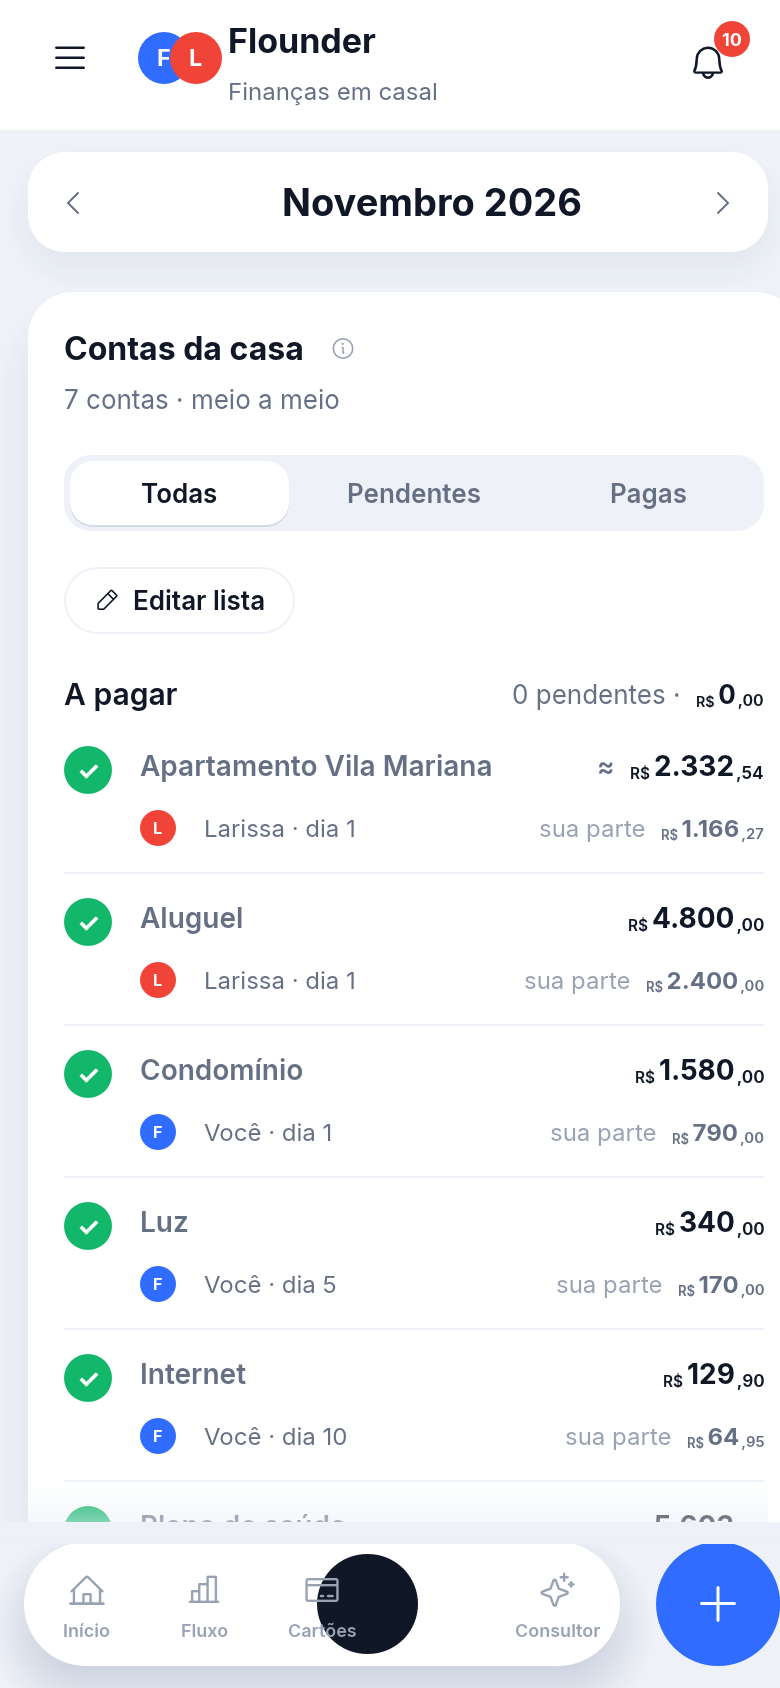 F L Flounder
Finanças em casal
10
Novembro 2026
Contas da casa
7 contas · meio a meio
Todas Pendentes Pagas
Editar lista
A pagar 0 pendentes · R$ 0,00
Apartamento Vila Mariana ≈ R$ 2.332,54
L Larissa · dia 1 sua parte R$ 1.166,27
Aluguel R$ 4.800,00
L Larissa · dia 1 sua parte R$ 2.400,00
Condomínio R$ 1.580,00
F Você · dia 1 sua parte R$ 790,00
Luz R$ 340,00
F Você · dia 5 sua parte R$ 170,00
Internet R$ 129,90
F Você · dia 10 sua parte R$ 64,95
Plano de saúde
Início Fluxo Cartões Consultor